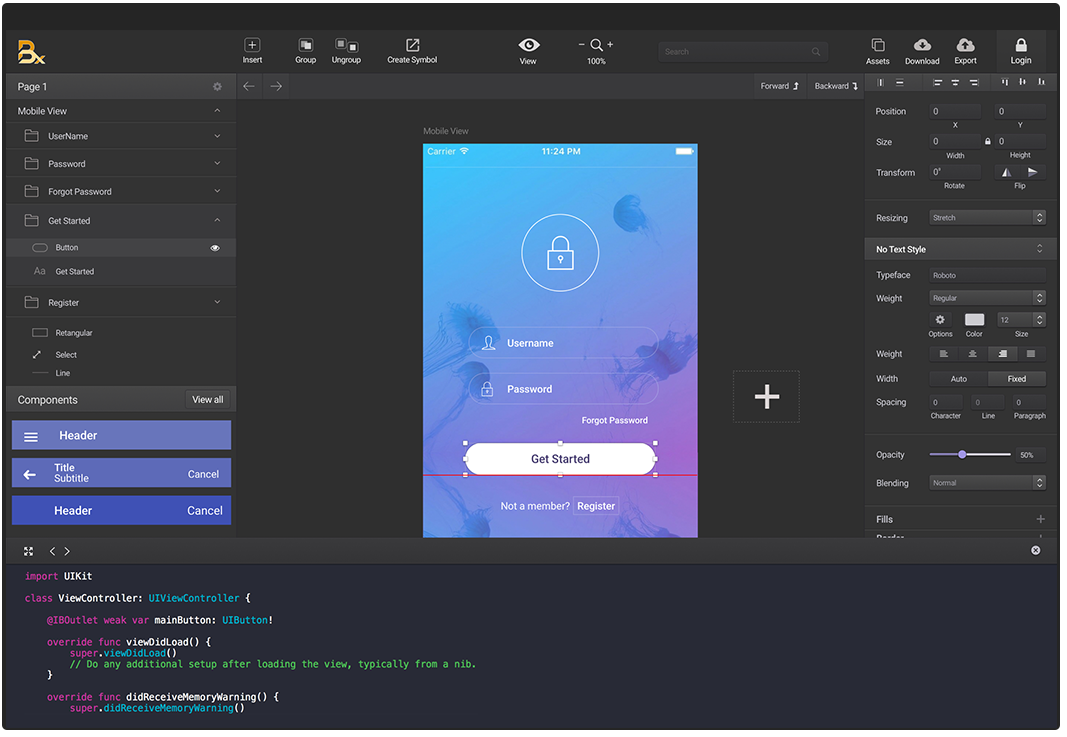 Bx
Insert
Group
Ungroup
Create Symbol
View
100%
Search
Assets
Download
Export
Login
Page 1
Forward
Backward
Mobile View
UserName
Password
Forgot Password
Get Started
Button
Aa Get Started
Register
Retangular
Select
Line
Components
View all
Header
Title
Subtitle
Cancel
Header
Cancel
Mobile View
Carrier
11:24 PM
Username
Password
Forgot Password
Get Started
Not a member? Register
Position
0
0
X
Y
Size
0
0
Width
Height
Transform
0°
Rotate
Flip
Resizing
Stretch
No Text Style
Typeface
Roboto
Weight
Regular
12
Options
Color
Size
Weight
Width
Auto
Fixed
Spacing
0
0
0
Character
Line
Paragraph
Opacity
50%
Blending
Normal
Fills
Border
import UIKit
class ViewController: UIViewController {
@IBOutlet weak var mainButton: UIButton!
override func viewDidLoad() {
super.viewDidLoad()
// Do any additional setup after loading the view, typically from a nib.
}
override func didReceiveMemoryWarning() {
super.didReceiveMemoryWarning()